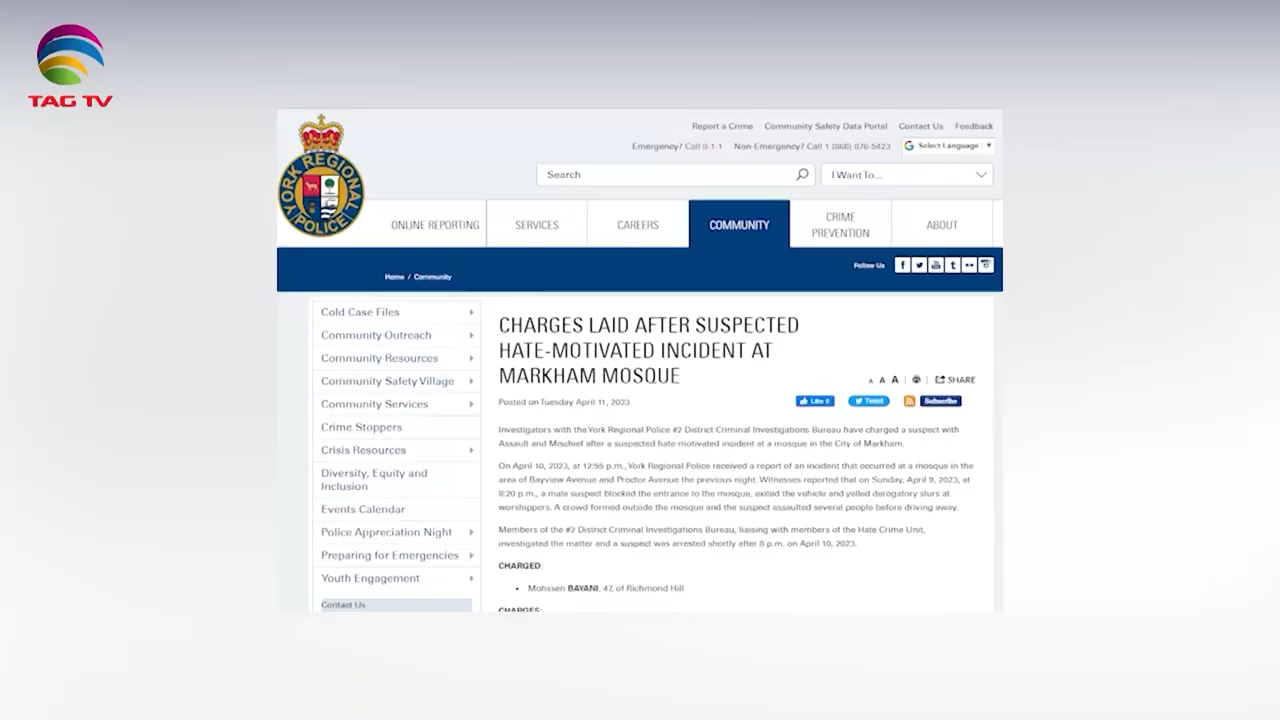 TAG TV
Report a Crime Community Safety Data Portal Contact Us Feedback
Emergency? Call 9-1-1 Non-Emergency? Call 1 (866) 876-5423 Select Language
Search I Want To...
YORK REGIONAL POLICE
ONLINE REPORTING SERVICES CAREERS COMMUNITY CRIME PREVENTION ABOUT
Follow Us
Home / Community
Cold Case Files
Community Outreach
Community Resources
Community Safety Village
Community Services
Crime Stoppers
Crisis Resources
Diversity, Equity and
Inclusion
Events Calendar
Police Appreciation Night
Preparing for Emergencies
Youth Engagement
Contact Us
CHARGES LAID AFTER SUSPECTED
HATE-MOTIVATED INCIDENT AT
MARKHAM MOSQUE
A A A SHARE
Posted on Tuesday April 11, 2023
Like 0 Tweet Subscribe
Investigators with the York Regional Police #2 District Criminal Investigations Bureau have charged a suspect with
Assault and Mischief after a suspected hate-motivated incident at a mosque in the City of Markham.
On April 10, 2023, at 12:55 p.m., York Regional Police received a report of an incident that occurred at a mosque in the
area of Bayview Avenue and Proctor Avenue the previous night. Witnesses reported that on Sunday, April 9, 2023, at
8:20 p.m., a male suspect blocked the entrance to the mosque, exited the vehicle and yelled derogatory slurs at
worshippers. A crowd formed outside the mosque and the suspect assaulted several people before driving away.
Members of the #2 District Criminal Investigations Bureau, liaising with members of the Hate Crime Unit,
investigated the matter and a suspect was arrested shortly after 8 p.m. on April 10, 2023.
CHARGED:
• Mohssen BAYANI, 47, of Richmond Hill
CHARGES: